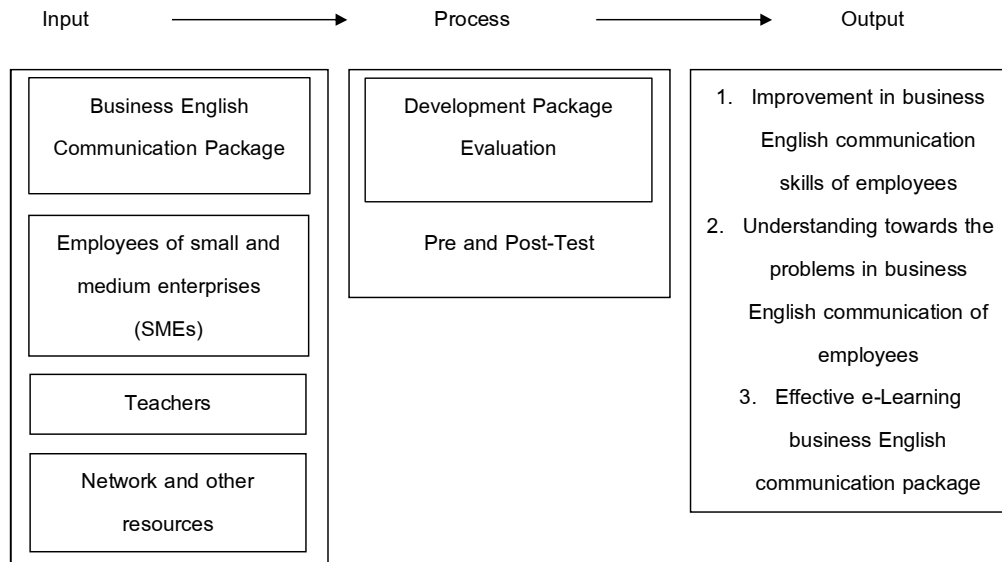 Input
Process
Output
Business English
Communication Package
Employees of small and
medium enterprises
(SMEs)
Teachers
Network and other
resources
Development Package
Evaluation
Pre and Post-Test
1. Improvement in business
English communication
skills of employees
2. Understanding towards the
problems in business
English communication of
employees
3. Effective e-Learning
business English
communication package